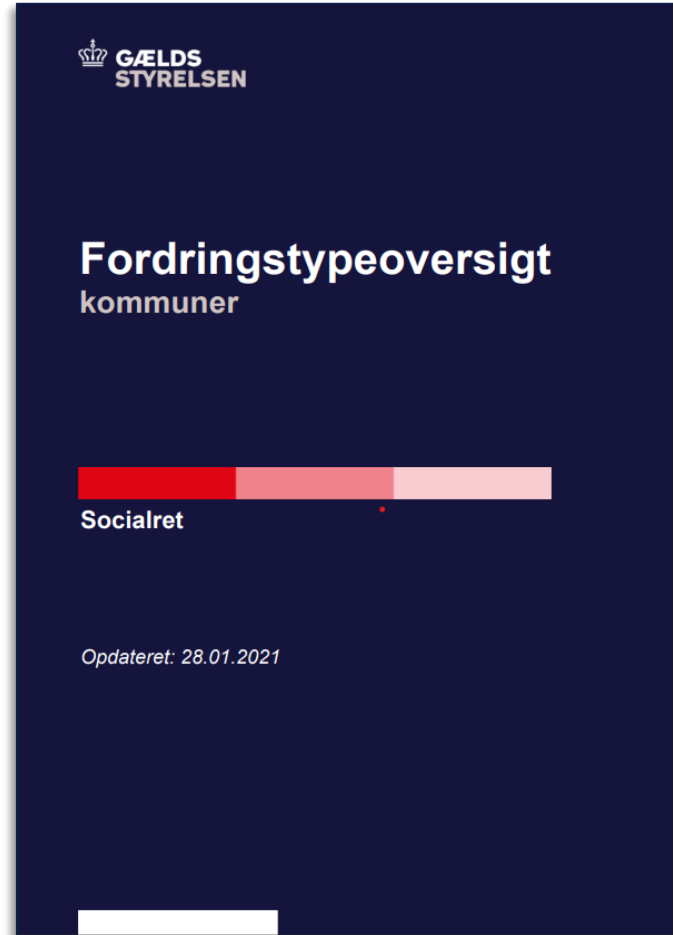 GÆLDS
STYRELSEN
Fordringstypeoversigt
kommuner
Socialret
Opdateret: 28.01.2021